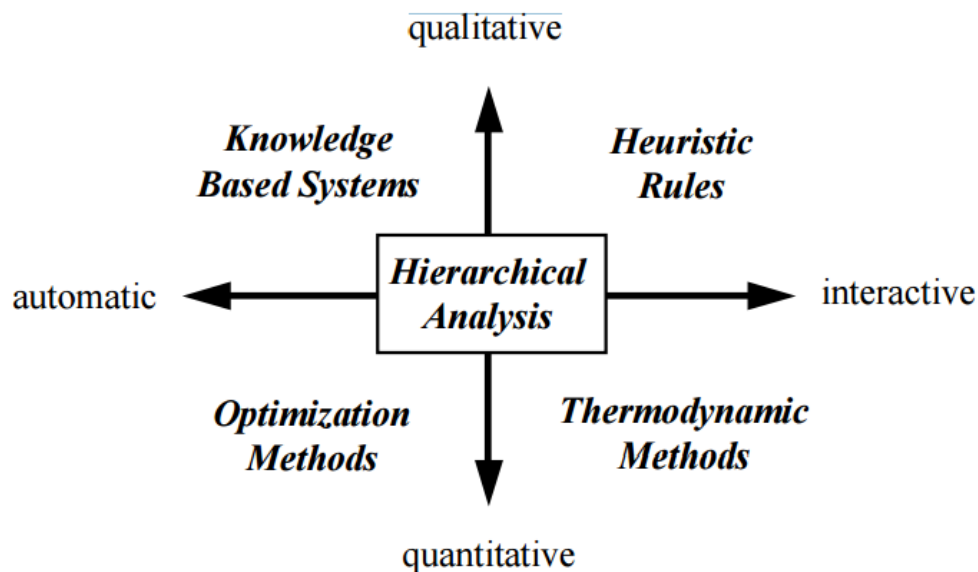 qualitative
Knowledge
Based Systems
Heuristic
Rules
automatic
Hierarchical
Analysis
interactive
Optimization
Methods
Thermodynamic
Methods
quantitative